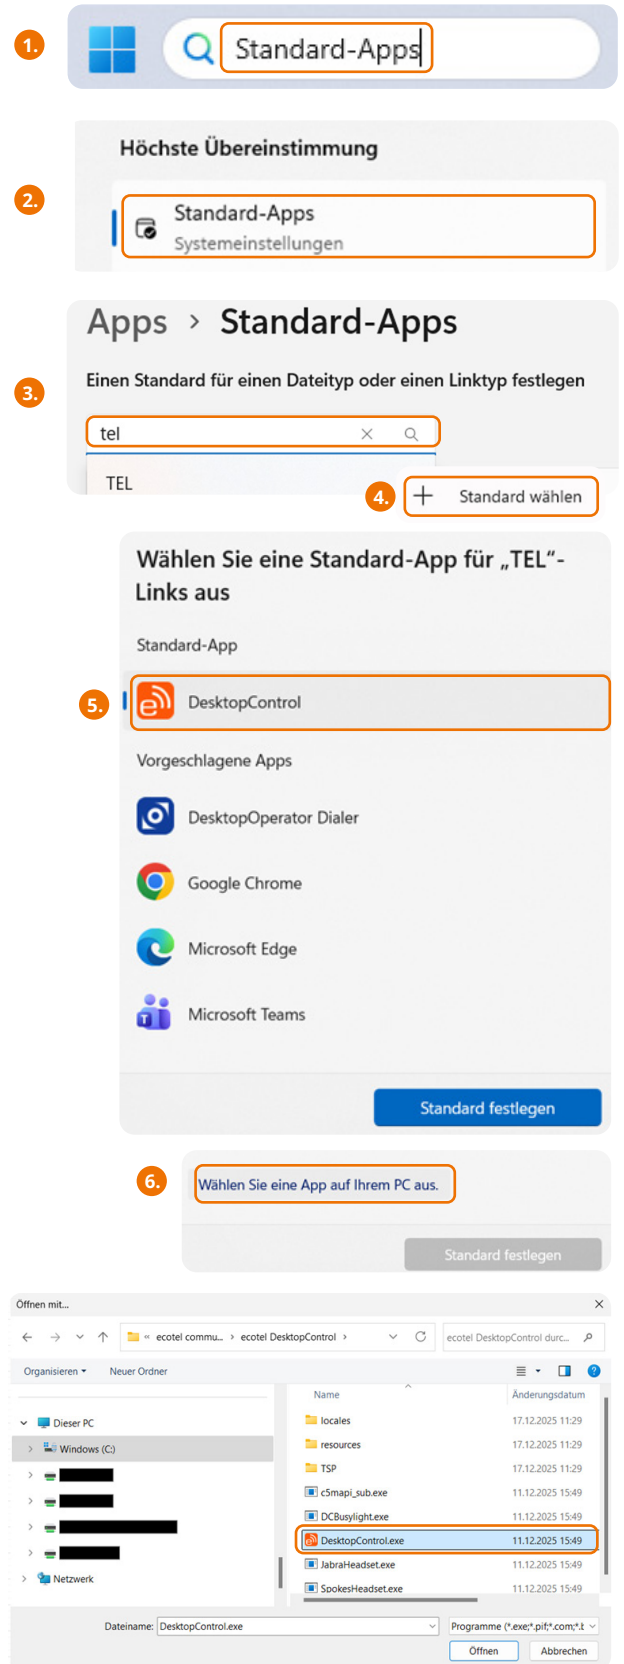 1.
Standard-Apps
Höchste Übereinstimmung
2.
Standard-Apps
Systemeinstellungen
Apps > Standard-Apps
3.
Einen Standard für einen Dateityp oder einen Linktyp festlegen
tel
TEL
4.
Standard wählen
Wählen Sie eine Standard-App für „TEL“-
Links aus
Standard-App
5.
DesktopControl
Vorgeschlagene Apps
DesktopOperator Dialer
Google Chrome
Microsoft Edge
Microsoft Teams
Standard festlegen
6.
Wählen Sie eine App auf Ihrem PC aus.
Standard festlegen
Öffnen mit...
« ecotel commu... > ecotel DesktopControl >
ecotel DesktopControl durc...
Organisieren Neuer Ordner
Name Änderungsdatum
Dieser PC
Windows (C:)
Netzwerk
locales 17.12.2025 11:29
resources 17.12.2025 11:29
TSP 17.12.2025 11:29
c5mapi_sub.exe 11.12.2025 15:49
DCBusylight.exe 11.12.2025 15:49
DesktopControl.exe 11.12.2025 15:49
JabraHeadset.exe 11.12.2025 15:49
SpokesHeadset.exe 11.12.2025 15:49
Dateiname: DesktopControl.exe
Programme (*.exe;*.pif;*.com;*.b
Öffnen Abbrechen